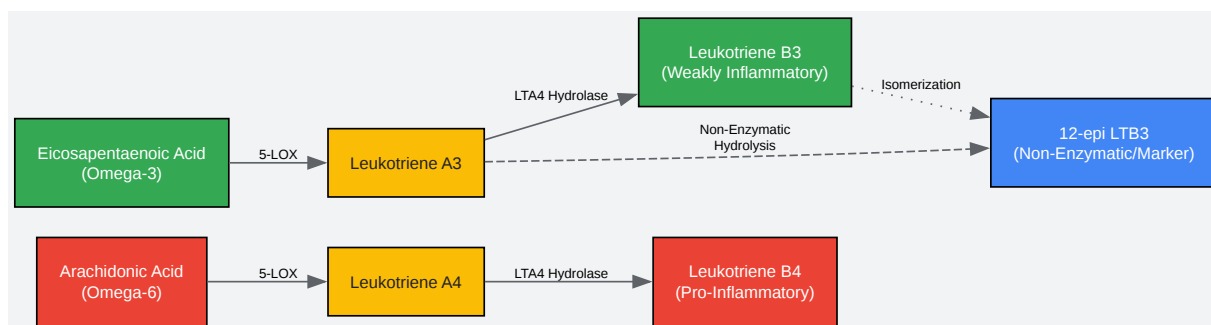 Leukotriene B3
(Weakly Inflammatory)
Isomerization
LTA4 Hydrolase
Non-Enzymatic
Hydrolysis
12-epi LTB3
(Non-Enzymatic/Marker)
Eicosapentaenoic Acid
(Omega-3)
5-LOX
Leukotriene A3
Arachidonic Acid
(Omega-6)
5-LOX
Leukotriene A4
LTA4 Hydrolase
Leukotriene B4
(Pro-Inflammatory)